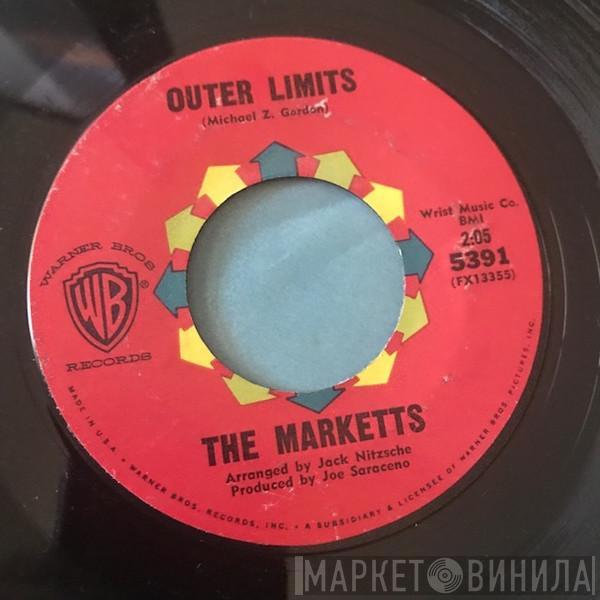 OUTER LIMITS
(Michael Z. Gordon)
Wrist Music Co.
BMI
2:05
5391
(FX13355)
WARNER BROS
WB
®
RECORDS
THE MARKETTS
Arranged by Jack Nitzsche
Produced by Joe Saraceno
MADE IN U.S.A. • WARNER BROS. RECORDS, INC. • A SUBSIDIARY & LICENSEE OF WARNER BROS. PICTURES, INC.
МАРКЕТ ВИНИЛА